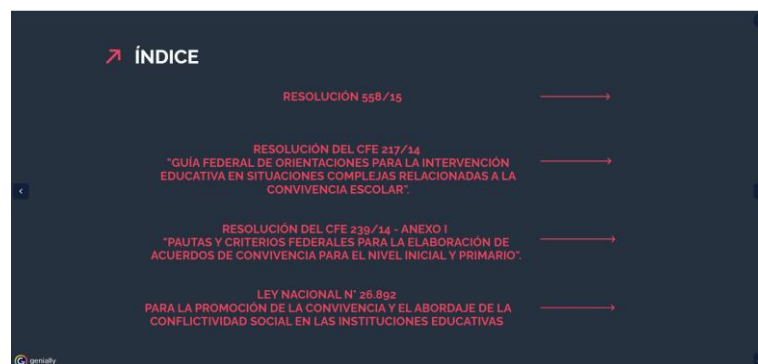 ÍNDICE
RESOLUCIÓN 558/15
RESOLUCIÓN DEL CFE 217/14
"GUÍA FEDERAL DE ORIENTACIONES PARA LA INTERVENCIÓN
EDUCATIVA EN SITUACIONES COMPLEJAS RELACIONADAS A LA
CONVIVENCIA ESCOLAR".
RESOLUCIÓN DEL CFE 239/14 - ANEXO I
"PAUTAS Y CRITERIOS FEDERALES PARA LA ELABORACIÓN DE
ACUERDOS DE CONVIVENCIA PARA EL NIVEL INICIAL Y PRIMARIO".
LEY NACIONAL N° 26.892
PARA LA PROMOCIÓN DE LA CONVIVENCIA Y EL ABORDAJE DE LA
CONFLICTIVIDAD SOCIAL EN LAS INSTITUCIONES EDUCATIVAS
genially